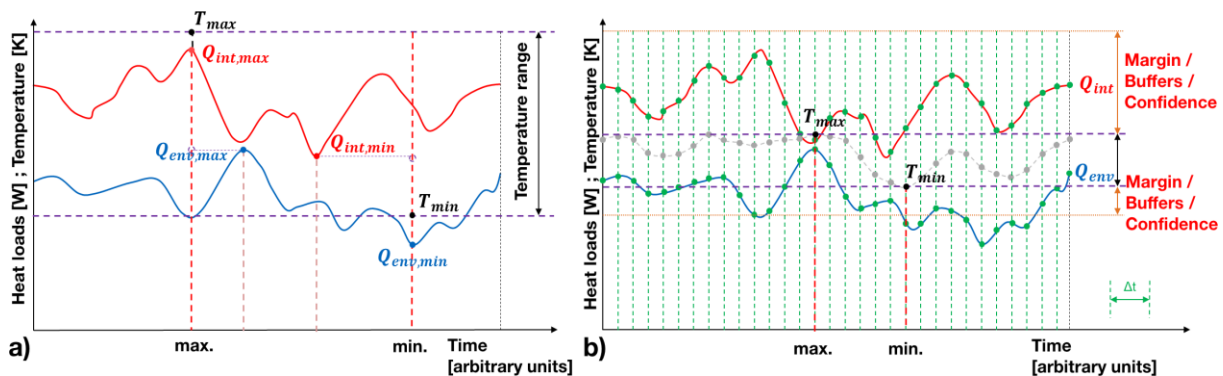 Heat loads [W] ; Temperature [K]
T_max
Q_int,max
Q_env,max
Q_int,min
T_min
Q_env,min
Temperature range
max.
min.
Time
[arbitrary units]
a)
Heat loads [W] ; Temperature [K]
T_max
T_min
Q_int
Q_env
Margin /
Buffers /
Confidence
Margin /
Buffers /
Confidence
Δt
max.
min.
Time
[arbitrary units]
b)